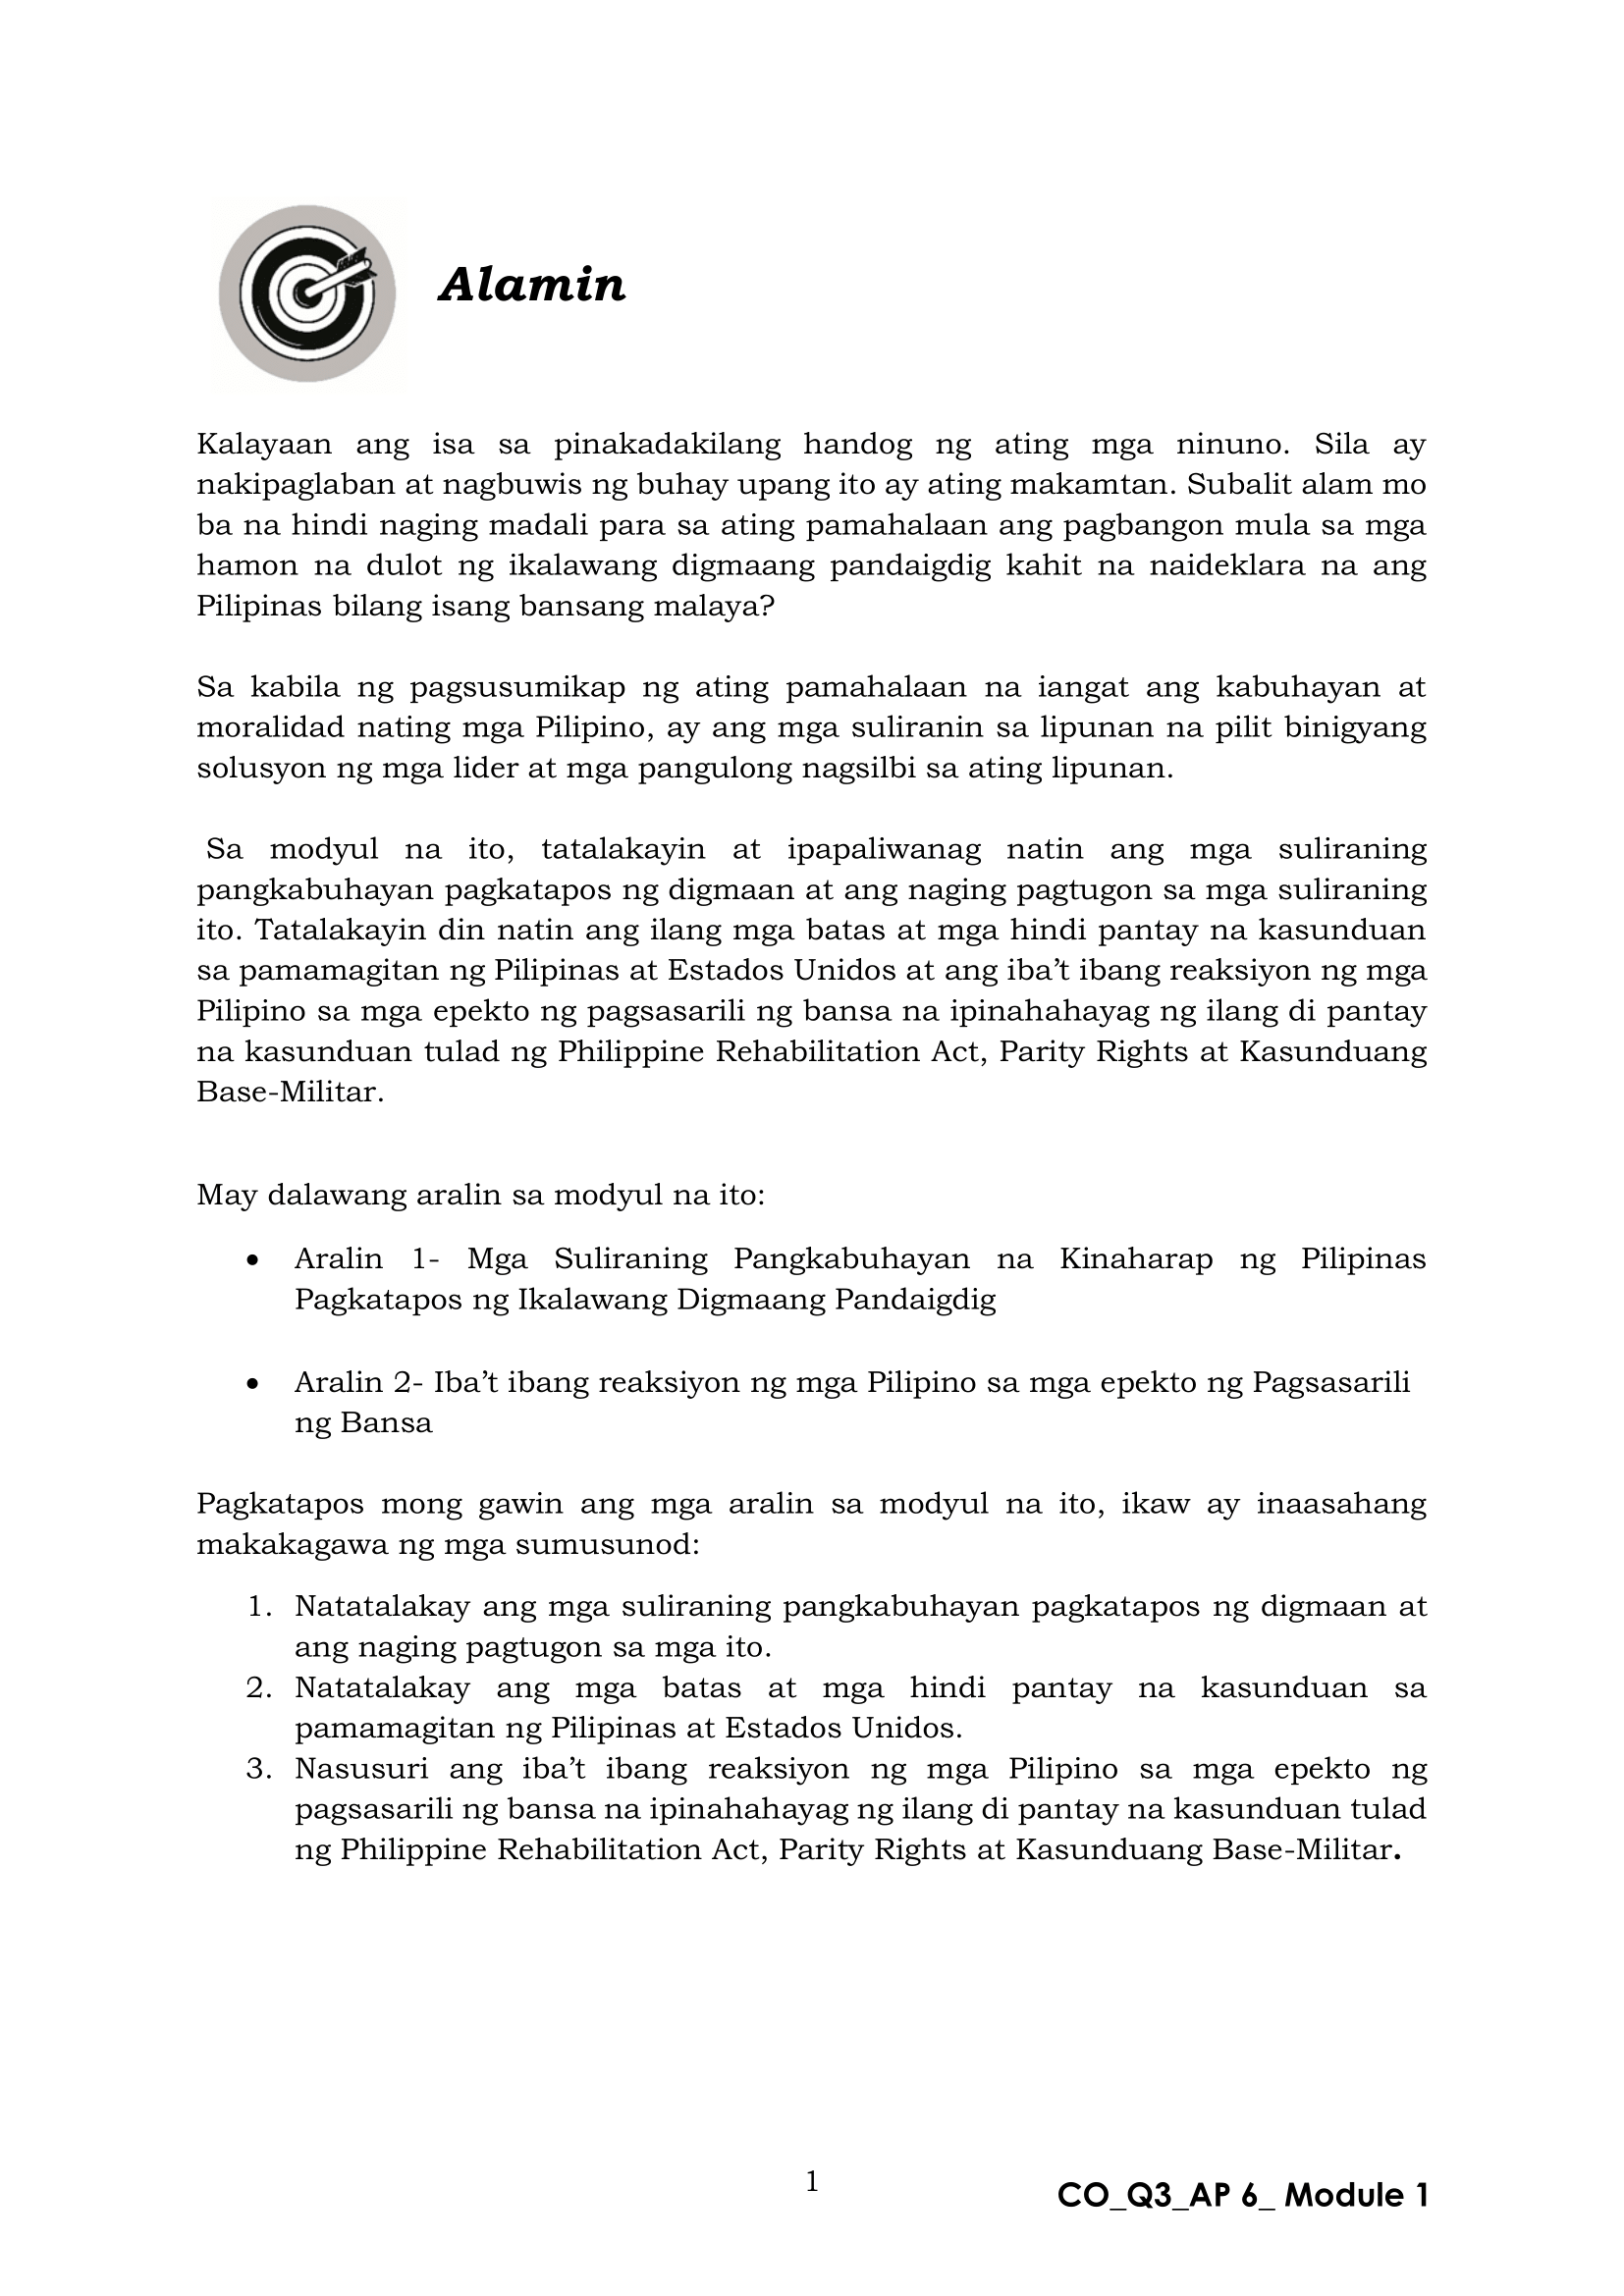 Alamin
Kalayaan ang isa sa pinakadakilang handog ng ating mga ninuno. Sila ay
nakipaglaban at nagbuwis ng buhay upang ito ay ating makamtan. Subalit alam mo
ba na hindi naging madali para sa ating pamahalaan ang pagbangon mula sa mga
hamon na dulot ng ikalawang digmaang pandaigdig kahit na naideklara na ang
Pilipinas bilang isang bansang malaya?
Sa kabila ng pagsusumikap ng ating pamahalaan na iangat ang kabuhayan at
moralidad nating mga Pilipino, ay ang mga suliranin sa lipunan na pilit binigyang
solusyon ng mga lider at mga pangulong nagsilbi sa ating lipunan.
Sa modyul na ito, tatalakayin at ipapaliwanag natin ang mga suliraning
pangkabuhayan pagkatapos ng digmaan at ang naging pagtugon sa mga suliraning
ito. Tatalakayin din natin ang ilang mga batas at mga hindi pantay na kasunduan
sa pamamagitan ng Pilipinas at Estados Unidos at ang iba’t ibang reaksiyon ng mga
Pilipino sa mga epekto ng pagsasarili ng bansa na ipinahahayag ng ilang di pantay
na kasunduan tulad ng Philippine Rehabilitation Act, Parity Rights at Kasunduang
Base-Militar.
May dalawang aralin sa modyul na ito:
• Aralin 1- Mga Suliraning Pangkabuhayan na Kinaharap ng Pilipinas
Pagkatapos ng Ikalawang Digmaang Pandaigdig
• Aralin 2- Iba’t ibang reaksiyon ng mga Pilipino sa mga epekto ng Pagsasarili
ng Bansa
Pagkatapos mong gawin ang mga aralin sa modyul na ito, ikaw ay inaasahang
makakagawa ng mga sumusunod:
1. Natatalakay ang mga suliraning pangkabuhayan pagkatapos ng digmaan at
ang naging pagtugon sa mga ito.
2. Natatalakay ang mga batas at mga hindi pantay na kasunduan sa
pamamagitan ng Pilipinas at Estados Unidos.
3. Nasusuri ang iba’t ibang reaksiyon ng mga Pilipino sa mga epekto ng
pagsasarili ng bansa na ipinahahayag ng ilang di pantay na kasunduan tulad
ng Philippine Rehabilitation Act, Parity Rights at Kasunduang Base-Militar.
1
CO_Q3_AP 6_ Module 1